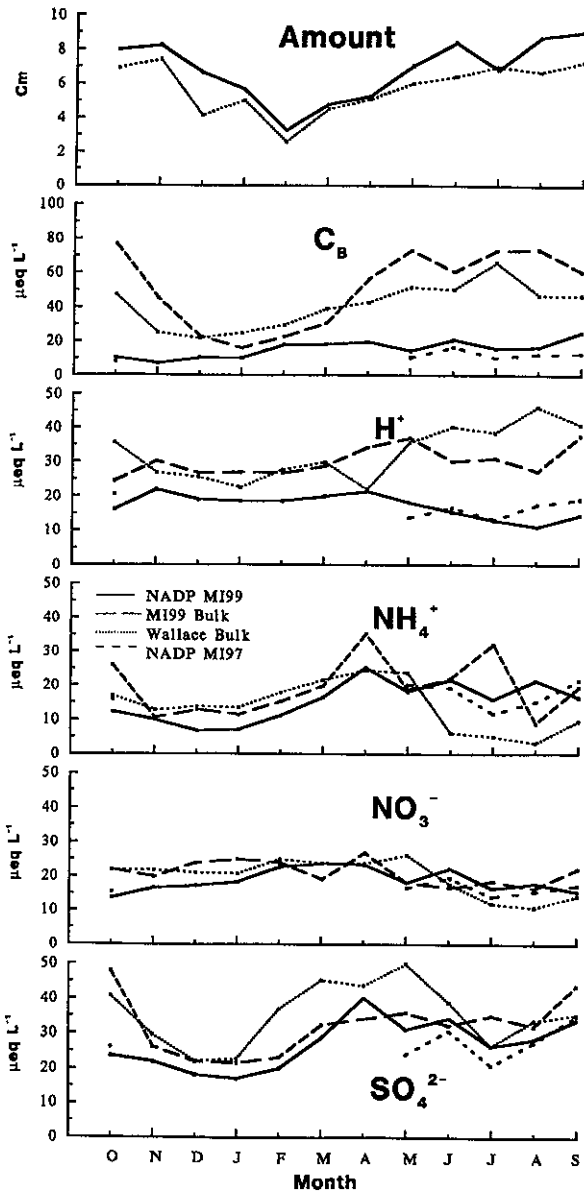 Amount
Cm
10
8
6
4
2
0
C_B
µeq L⁻¹
100
80
60
40
20
0
H⁺
µeq L⁻¹
50
40
30
20
10
0
NH₄⁺
µeq L⁻¹
50
40
30
20
10
0
NADP MI99
MI99 Bulk
Wallace Bulk
NADP MI97
NO₃⁻
µeq L⁻¹
50
40
30
20
10
0
SO₄²⁻
µeq L⁻¹
50
40
30
20
10
0
O N D J F M A M J J A S
Month